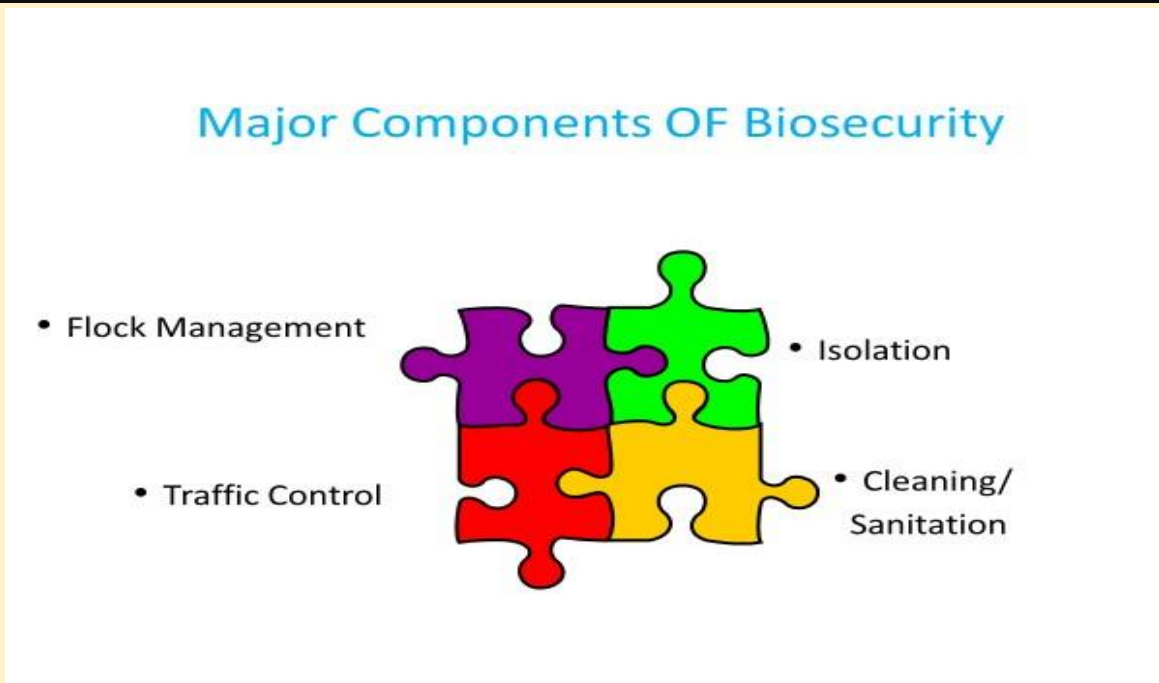 Major Components OF Biosecurity
• Flock Management
• Isolation
• Traffic Control
• Cleaning/
Sanitation